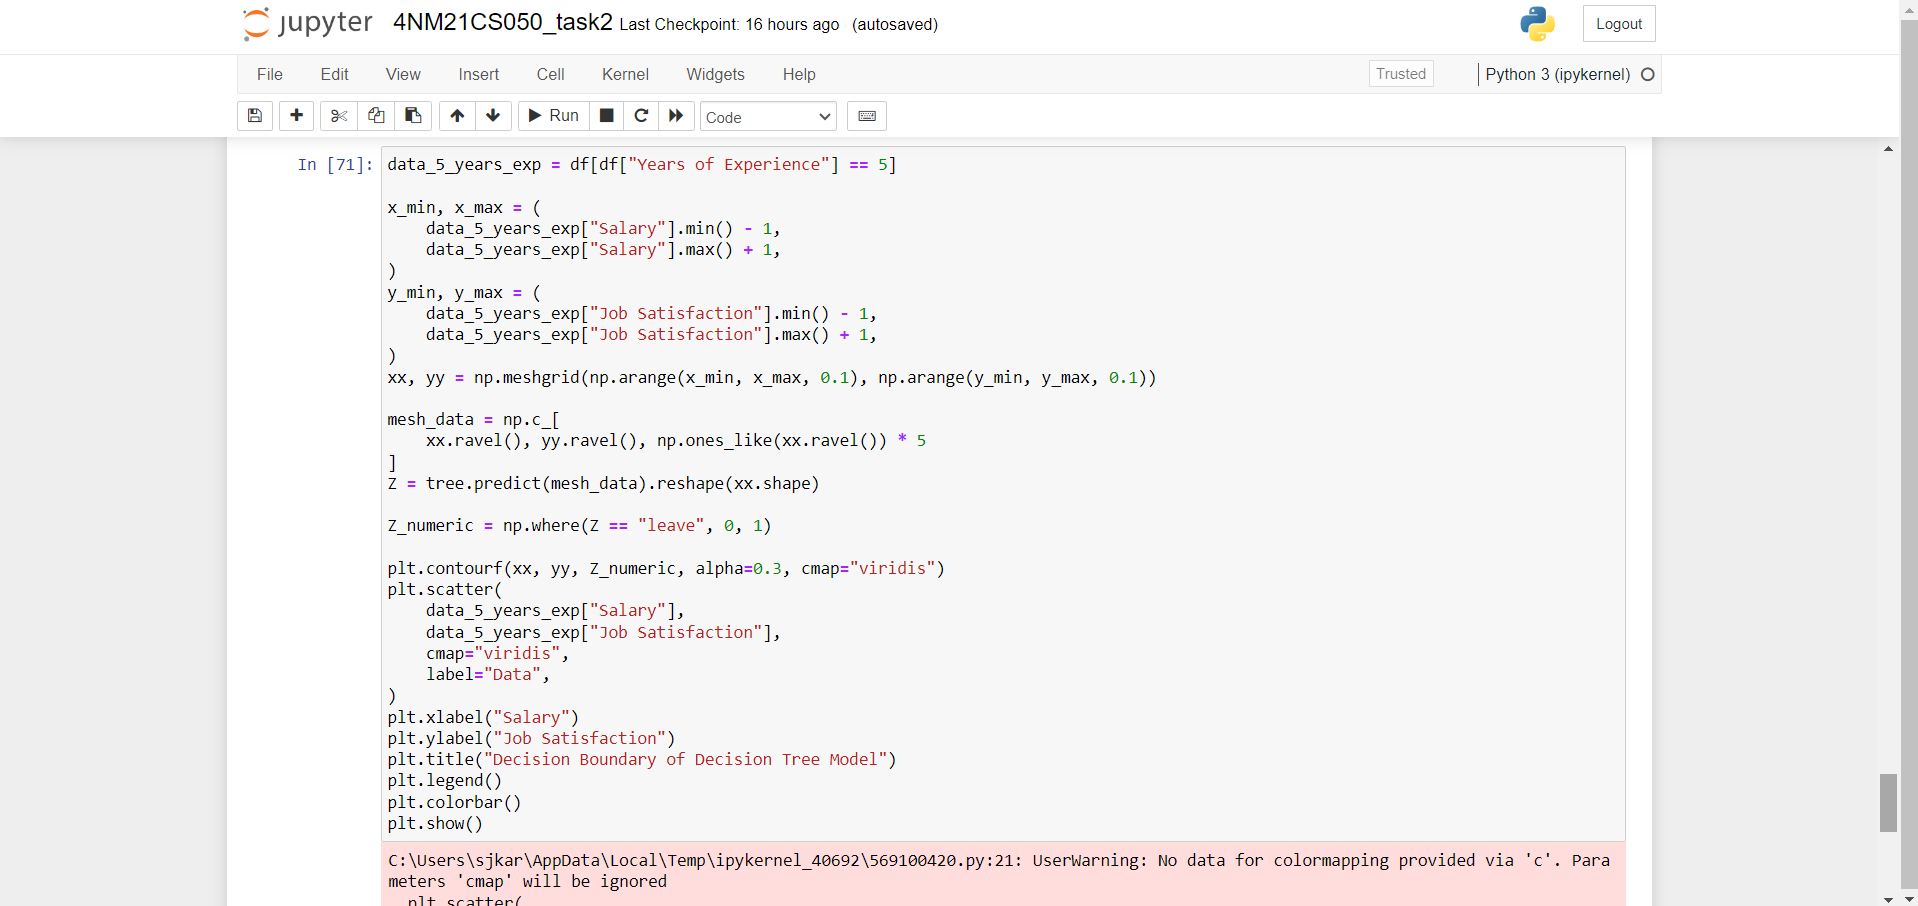 jupyter 4NM21CS050_task2 Last Checkpoint: 16 hours ago (autosaved)
Logout
File Edit View Insert Cell Kernel Widgets Help
Trusted
Python 3 (ipykernel)
Run
Code
In [71]:
data_5_years_exp = df[df["Years of Experience"] == 5]

x_min, x_max = (
    data_5_years_exp["Salary"].min() - 1,
    data_5_years_exp["Salary"].max() + 1,
)
y_min, y_max = (
    data_5_years_exp["Job Satisfaction"].min() - 1,
    data_5_years_exp["Job Satisfaction"].max() + 1,
)
xx, yy = np.meshgrid(np.arange(x_min, x_max, 0.1), np.arange(y_min, y_max, 0.1))

mesh_data = np.c_[
    xx.ravel(), yy.ravel(), np.ones_like(xx.ravel()) * 5
]
Z = tree.predict(mesh_data).reshape(xx.shape)

Z_numeric = np.where(Z == "leave", 0, 1)

plt.contourf(xx, yy, Z_numeric, alpha=0.3, cmap="viridis")
plt.scatter(
    data_5_years_exp["Salary"],
    data_5_years_exp["Job Satisfaction"],
    cmap="viridis",
    label="Data",
)
plt.xlabel("Salary")
plt.ylabel("Job Satisfaction")
plt.title("Decision Boundary of Decision Tree Model")
plt.legend()
plt.colorbar()
plt.show()
C:\Users\sjkar\AppData\Local\Temp\ipykernel_40692\569100420.py:21: UserWarning: No data for colormapping provided via 'c'. Para
meters 'cmap' will be ignored
  plt.scatter(